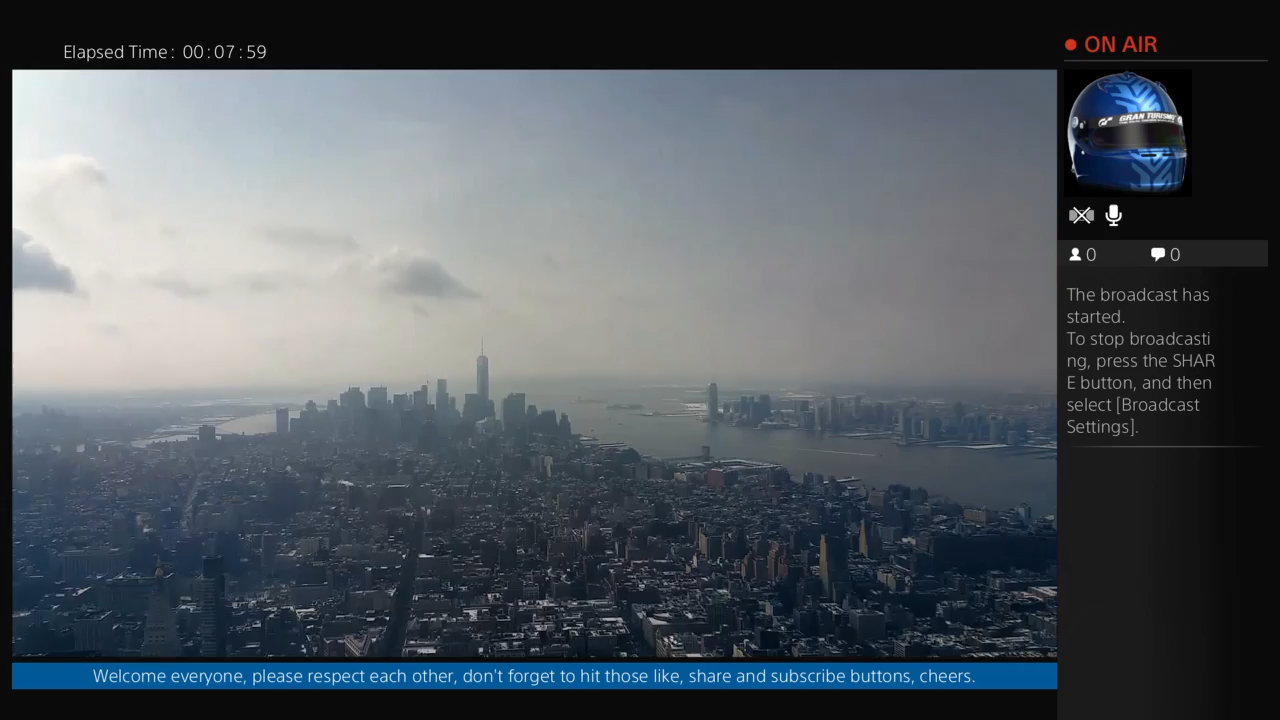 Elapsed Time: 00:07:59
ON AIR
GRAN TURISMO
0 0
The broadcast has
started.
To stop broadcasti
ng, press the SHAR
E button, and then
select [Broadcast
Settings].
Welcome everyone, please respect each other, don't forget to hit those like, share and subscribe buttons, cheers.